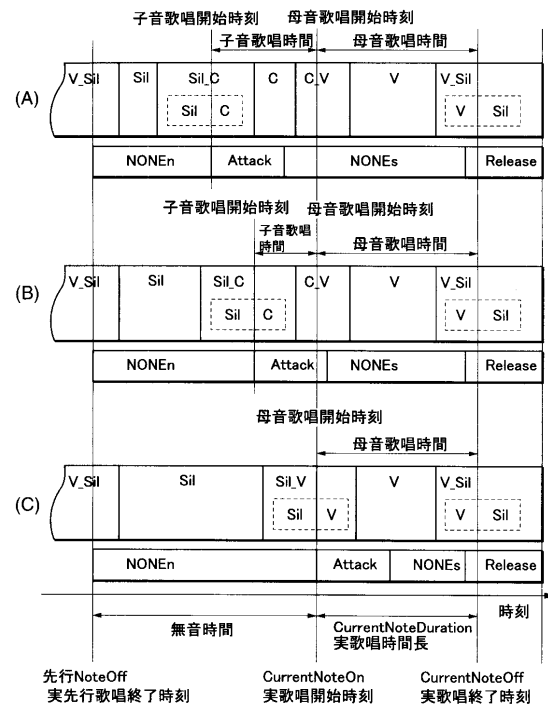 子音歌唱開始時刻 母音歌唱開始時刻
子音歌唱時間 母音歌唱時間
(A)
V_Sil Sil Sil_C C C_V V V_Sil
Sil C V Sil
NONEn Attack NONEs Release
子音歌唱開始時刻 母音歌唱開始時刻
子音歌唱
時間
母音歌唱時間
(B)
V_Sil Sil Sil_C C_V V V_Sil
Sil C V Sil
NONEn Attack NONEs Release
母音歌唱開始時刻
母音歌唱時間
(C)
V_Sil Sil Sil_V V V_Sil
Sil V V Sil
NONEn Attack NONEs Release
時刻
無音時間 CurrentNoteDuration
実歌唱時間長
先行NoteOff CurrentNoteOn CurrentNoteOff
実先行歌唱終了時刻 実歌唱開始時刻 実歌唱終了時刻